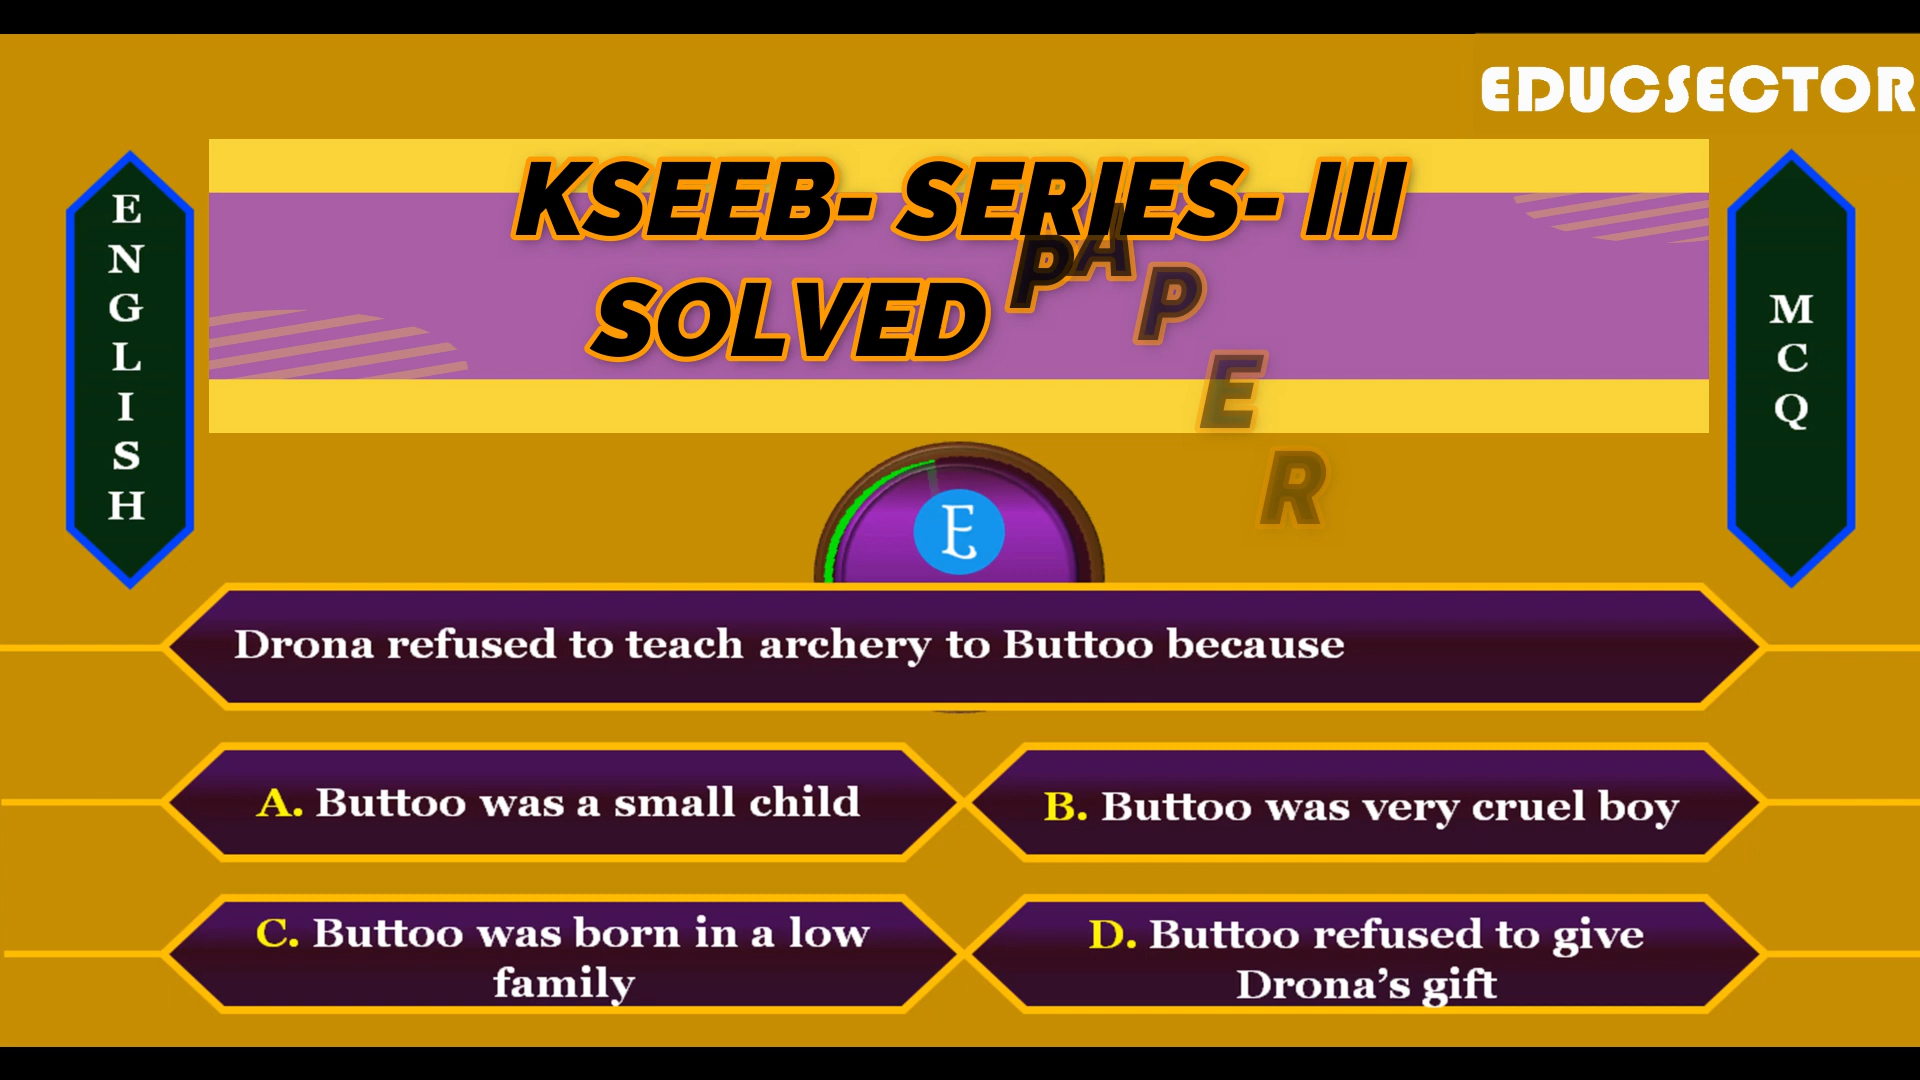 EDUCSECTOR
ENGLISH
KSEEB- SERIES- III
SOLVED PAPER
MCQ
E
Drona refused to teach archery to Buttoo because
A. Buttoo was a small child
B. Buttoo was very cruel boy
C. Buttoo was born in a low
family
D. Buttoo refused to give
Drona’s gift